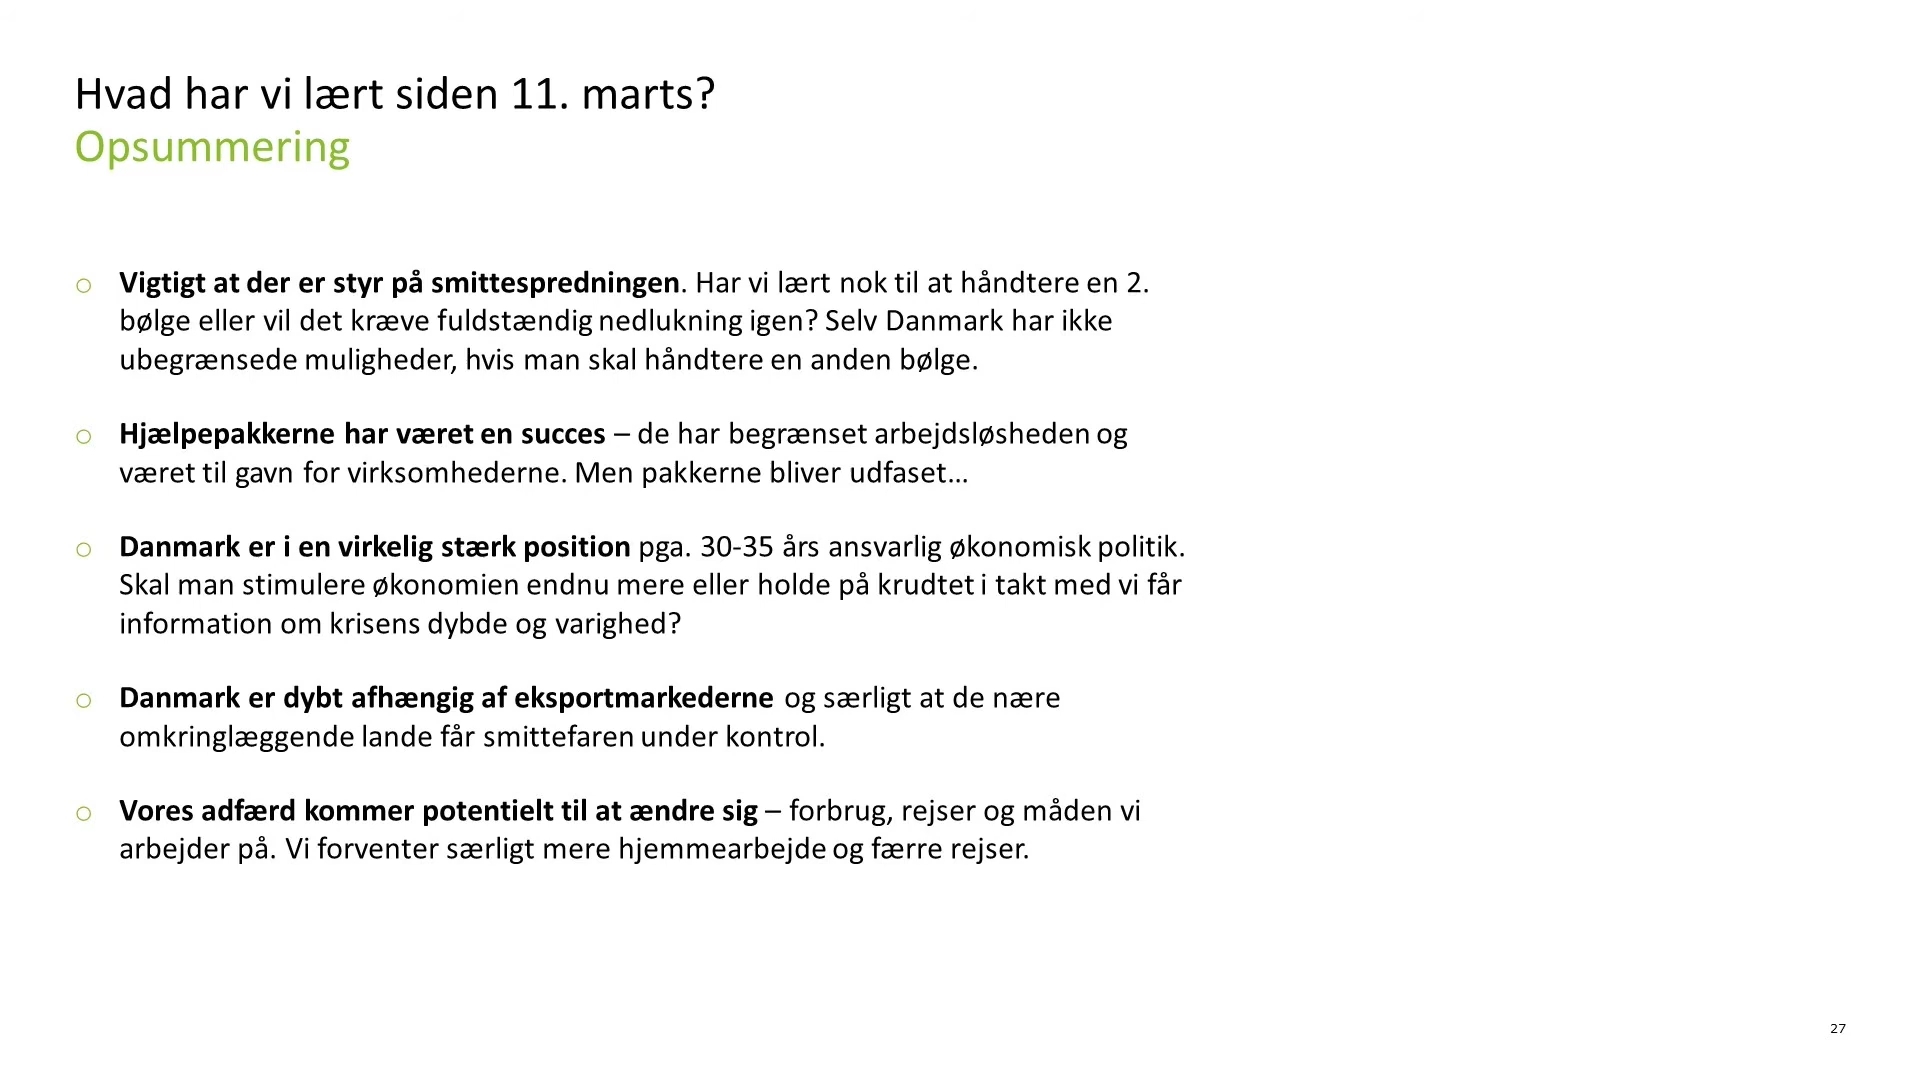 Hvad har vi lært siden 11. marts?
Opsummering
o Vigtigt at der er styr på smittespredningen. Har vi lært nok til at håndtere en 2.
bølge eller vil det kræve fuldstændig nedlukning igen? Selv Danmark har ikke
ubegrænsede muligheder, hvis man skal håndtere en anden bølge.
o Hjælpepakkerne har været en succes – de har begrænset arbejdsløsheden og
været til gavn for virksomhederne. Men pakkerne bliver udfaset…
o Danmark er i en virkelig stærk position pga. 30-35 års ansvarlig økonomisk politik.
Skal man stimulere økonomien endnu mere eller holde på krudtet i takt med vi får
information om krisens dybde og varighed?
o Danmark er dybt afhængig af eksportmarkederne og særligt at de nære
omkringlæggende lande får smittefaren under kontrol.
o Vores adfærd kommer potentielt til at ændre sig – forbrug, rejser og måden vi
arbejder på. Vi forventer særligt mere hjemmearbejde og færre rejser.
27